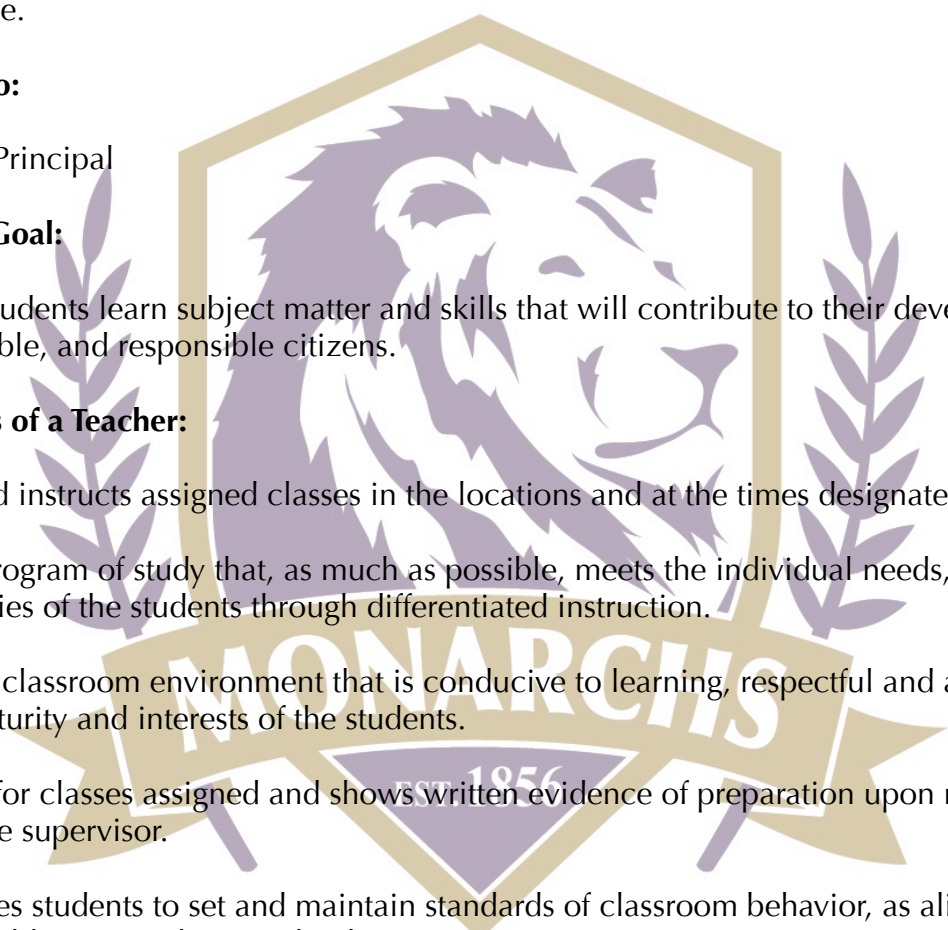 e.
o:
Principal
Goal:
udents learn subject matter and skills that will contribute to their deve
ble, and responsible citizens.
s of a Teacher:
d instructs assigned classes in the locations and at the times designate
rogram of study that, as much as possible, meets the individual needs,
ies of the students through differentiated instruction.
classroom environment that is conducive to learning, respectful and a
turity and interests of the students.
MONARCHS
for classes assigned and shows written evidence of preparation upon r
e supervisor.
EST. 1856
es students to set and maintain standards of classroom behavior, as ali